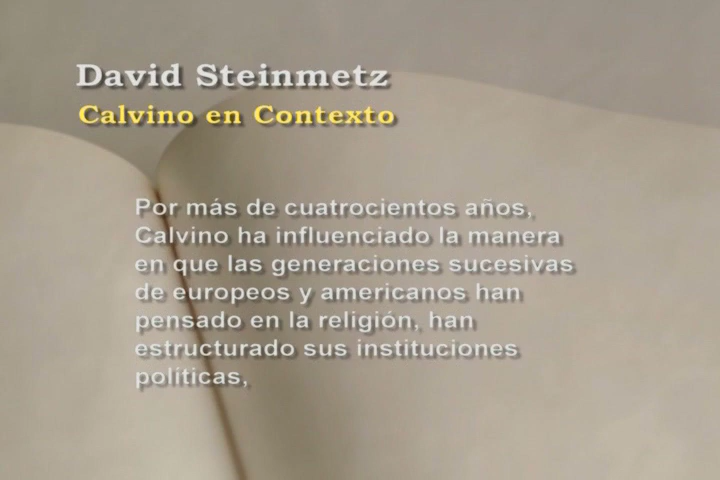 David Steinmetz
Calvino en Contexto
Por más de cuatrocientos años,
Calvino ha influenciado la manera
en que las generaciones sucesivas
de europeos y americanos han
pensado en la religión, han
estructurado sus instituciones
políticas,